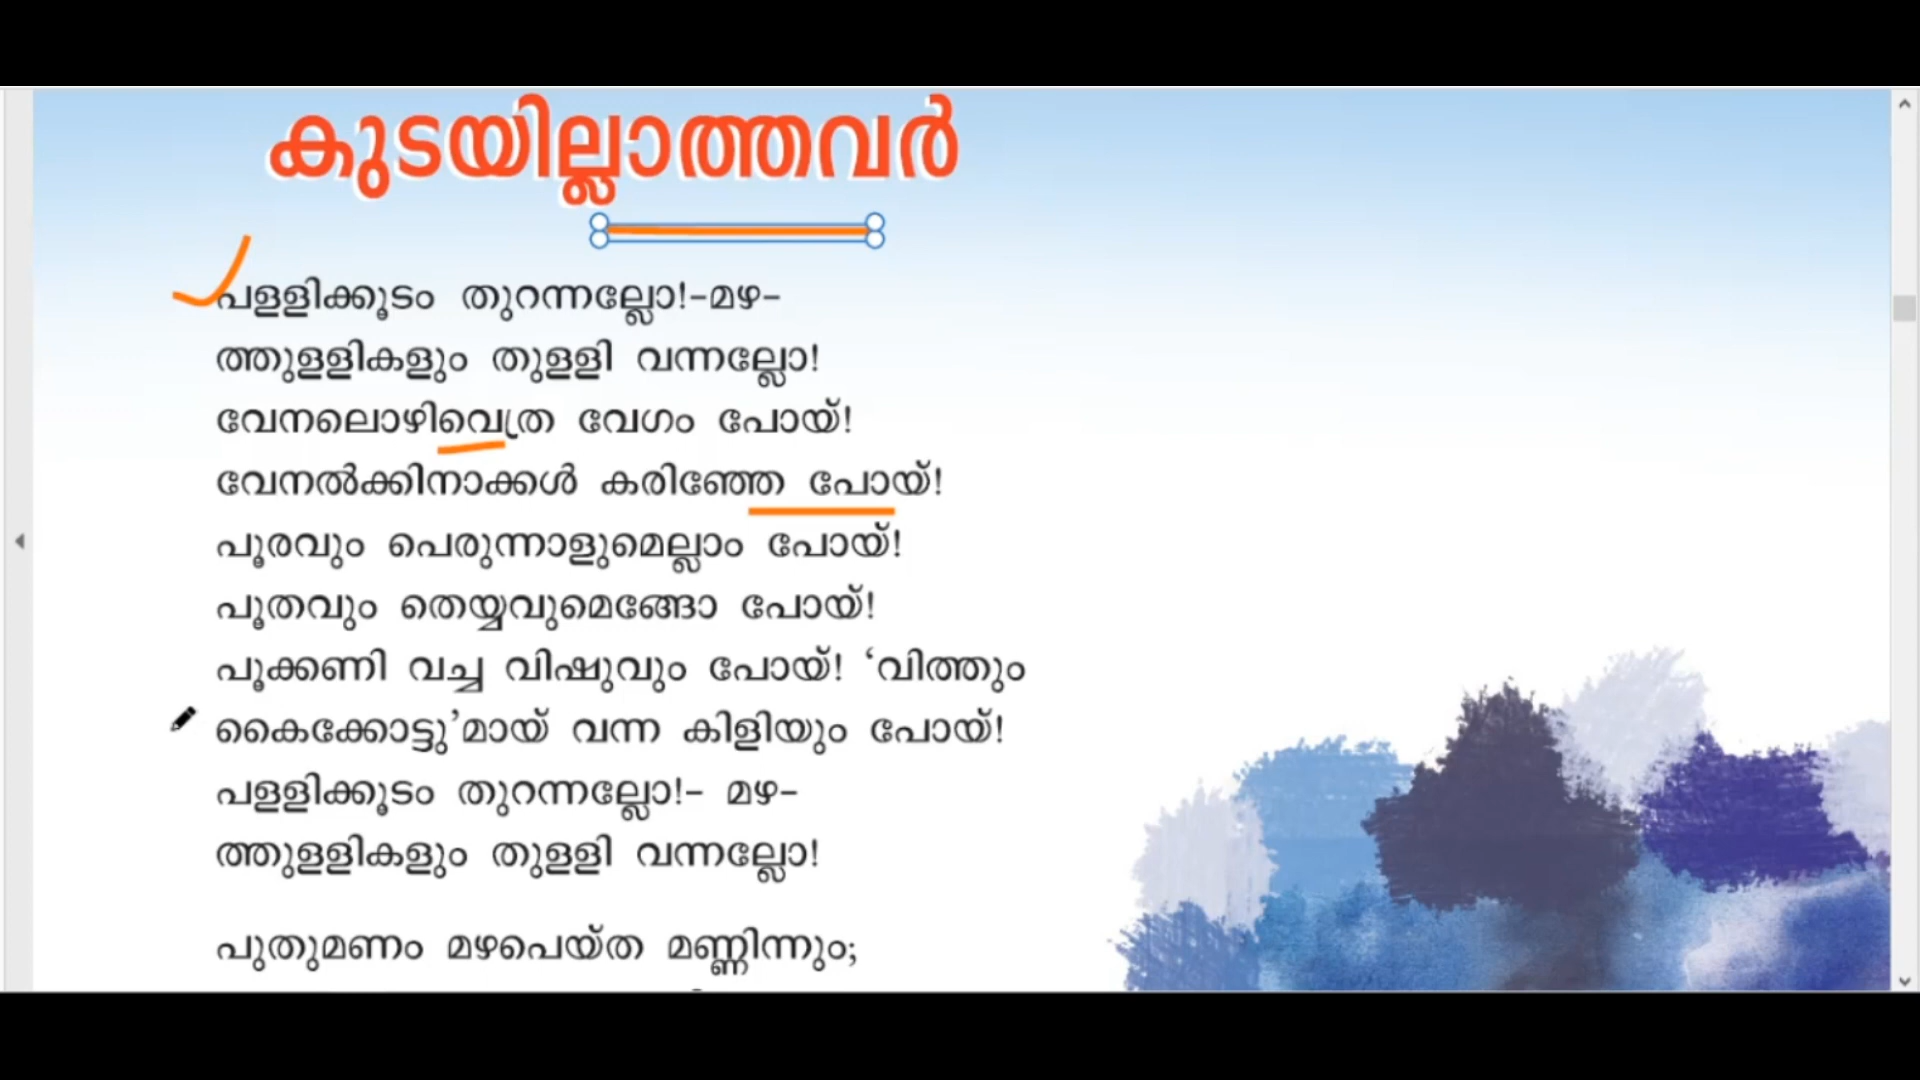 കുടയില്ലാത്തവർ
പള്ളിക്കൂടം തുറന്നല്ലോ!-മഴ-
ത്തുള്ളികളും തുള്ളി വന്നല്ലോ!
വേനലൊഴിവെത്ര വേഗം പോയ്!
വേനൽക്കിനാക്കൾ കരിഞ്ഞേ പോയ്!
പൂരവും പെരുന്നാളുമെല്ലാം പോയ്!
പൂതവും തെയ്യവുമെങ്ങോ പോയ്!
പൂക്കണി വച്ച വിഷുവും പോയ്! ‘വിത്തും
കൈക്കോട്ടു’മായ് വന്ന കിളിയും പോയ്!
പള്ളിക്കൂടം തുറന്നല്ലോ!- മഴ-
ത്തുള്ളികളും തുള്ളി വന്നല്ലോ!
പുതുമണം മഴപെയ്ത മണ്ണിന്നും;